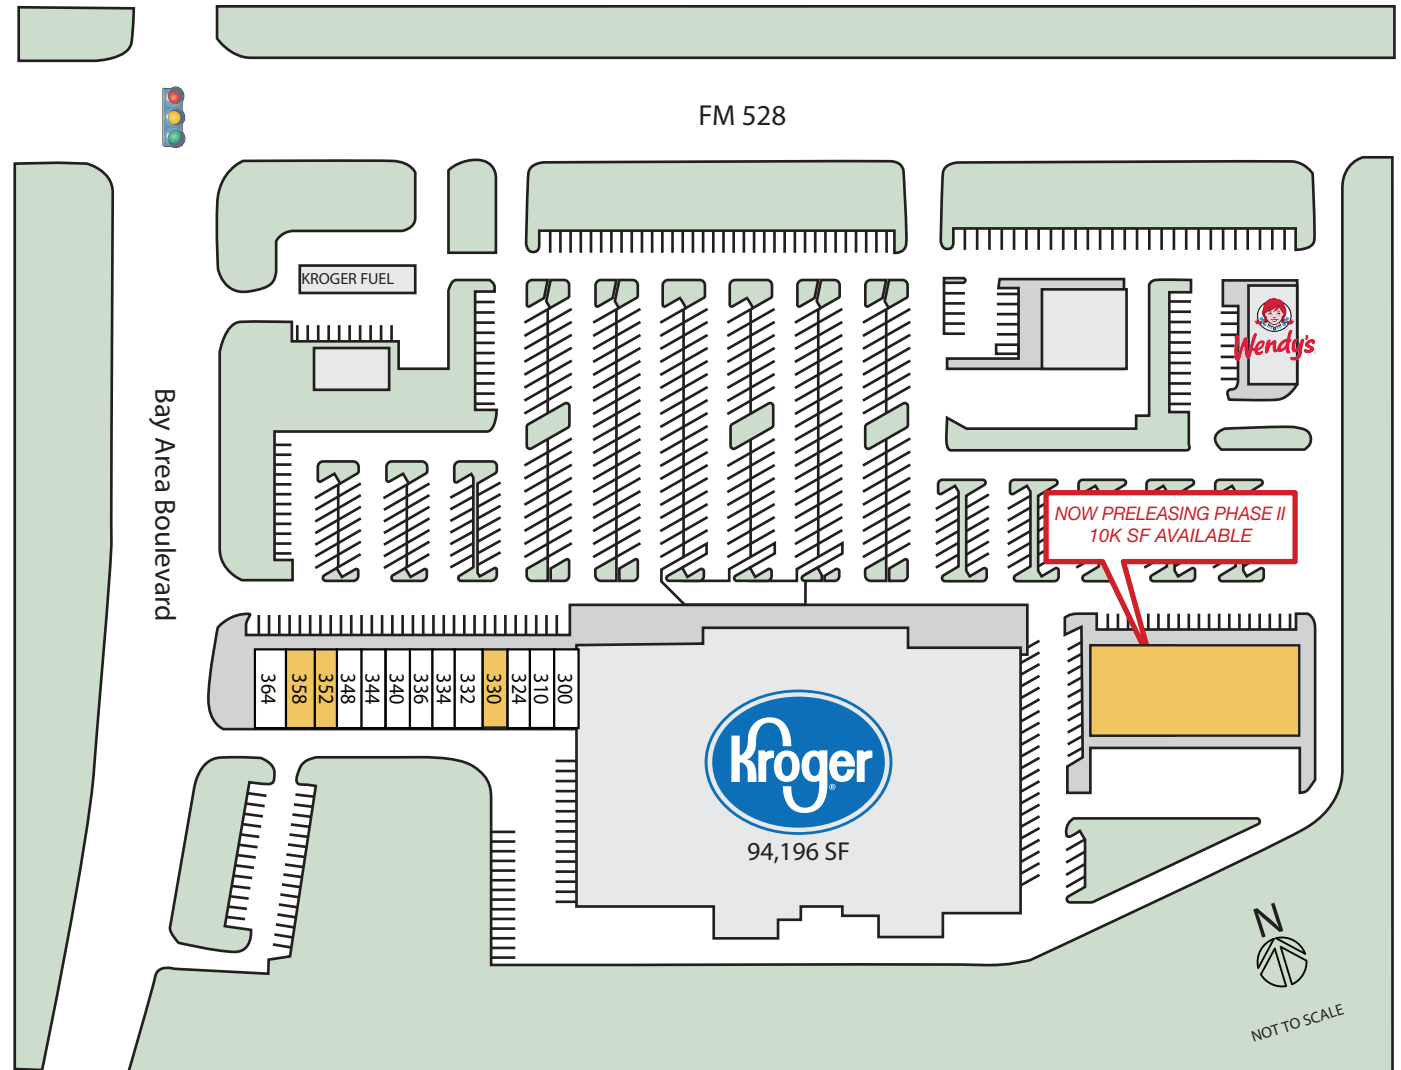 FM 528
KROGER FUEL
Wendy's
Bay Area Boulevard
NOW PRELEASING PHASE II
10K SF AVAILABLE
364
358
352
348
344
340
336
334
332
330
324
310
300
Kroger
®
94,196 SF
N
NOT TO SCALE